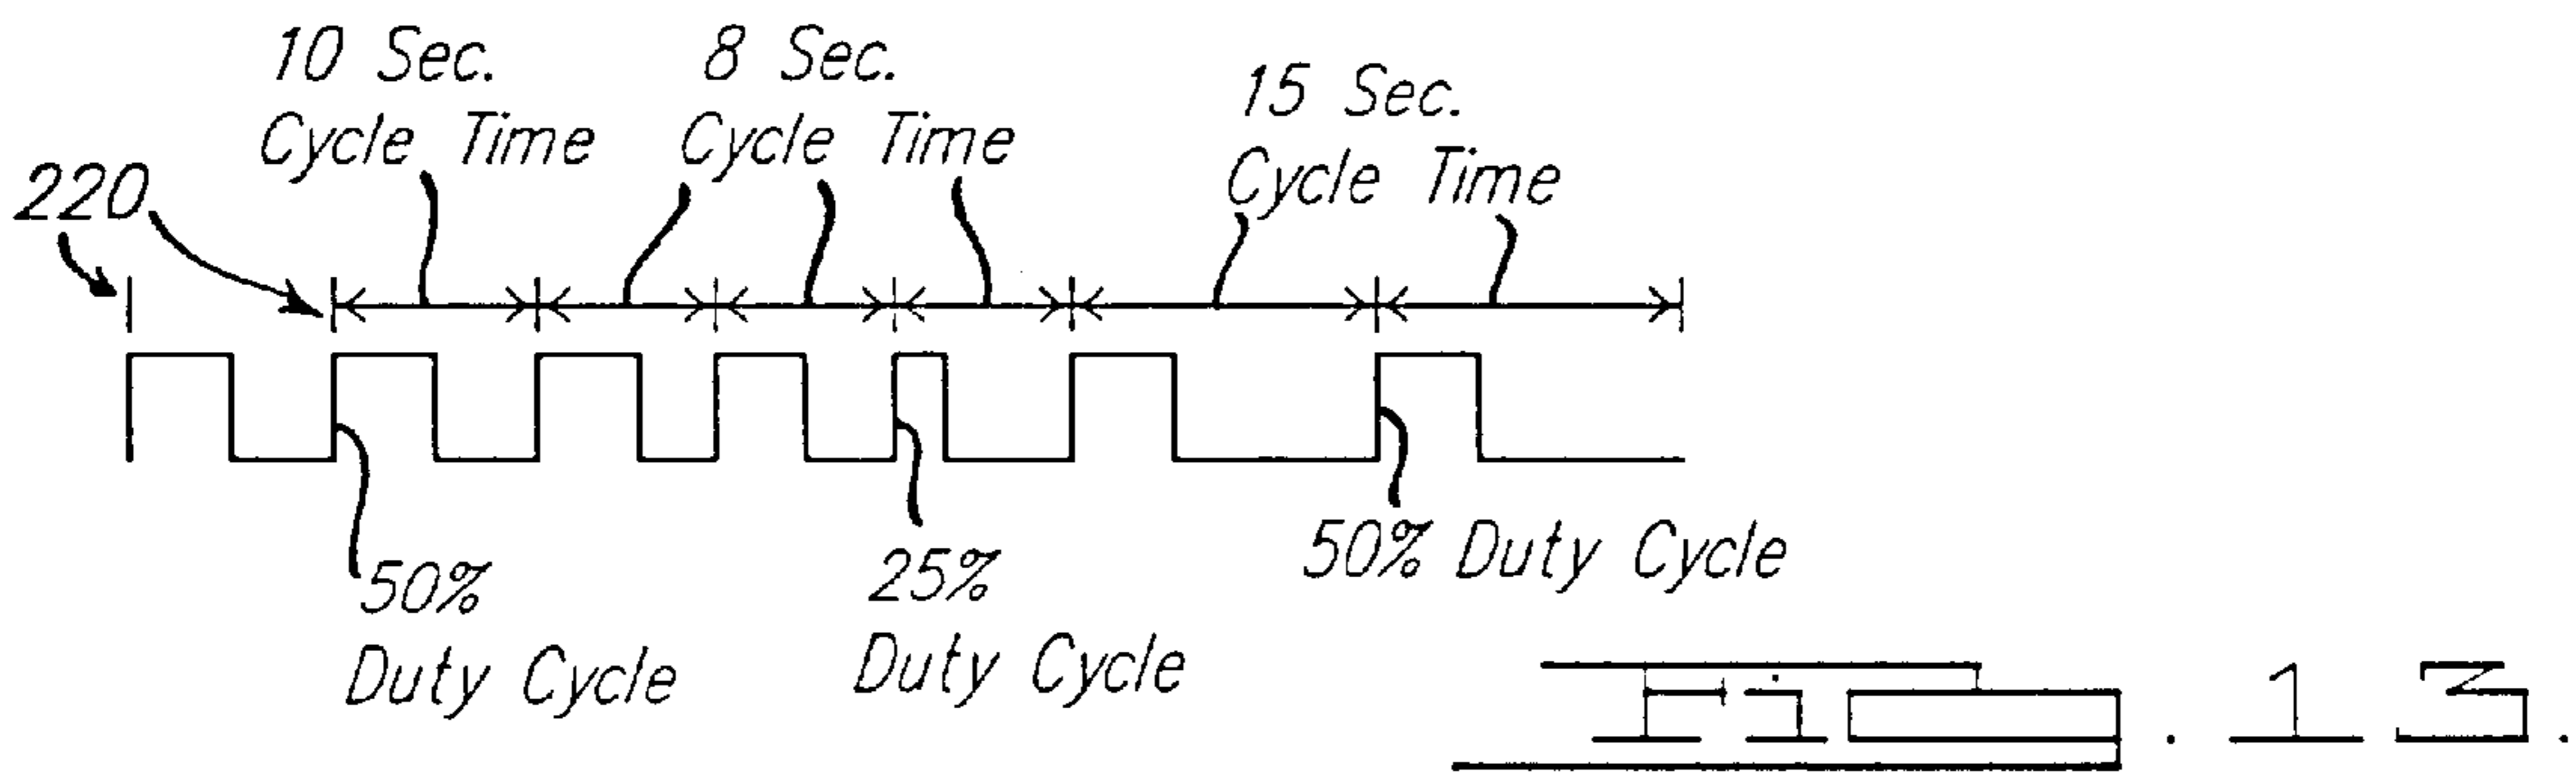 10 Sec.
Cycle Time
8 Sec.
Cycle Time
15 Sec.
Cycle Time
220
50%
Duty Cycle
25%
Duty Cycle
50% Duty Cycle
Fig. 13.